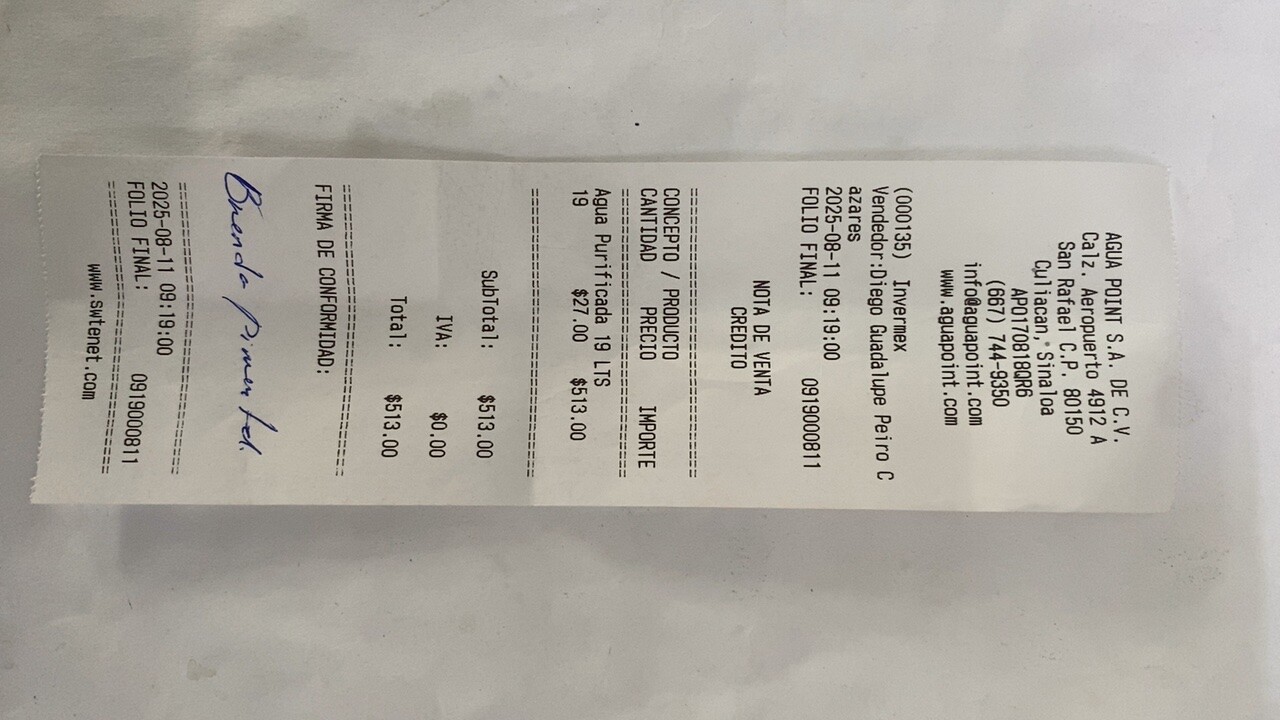 AGUA POINT S.A. DE C.V.
Calz. Aeropuerto 4912 A
San Rafael C.P. 80150
Culiacan, Sinaloa
APO170818QR6
(667) 744-9350
info@aguapoint.com
www.aguapoint.com
(000135) Invermex
Vendedor:Diego Guadalupe Peiro C
azares
2025-08-11 09:19:00
FOLIO FINAL: 0919000811
NOTA DE VENTA
CREDITO
================================
CONCEPTO / PRODUCTO
CANTIDAD PRECIO IMPORTE
================================
Agua Purificada 19 LTS
19 $27.00 $513.00
================================
SubTotal: $513.00
IVA: $0.00
Total: $513.00
================================
FIRMA DE CONFORMIDAD:
Brenda Pimentel.
================================
2025-08-11 09:19:00
FOLIO FINAL: 0919000811
================================
www.swtenet.com